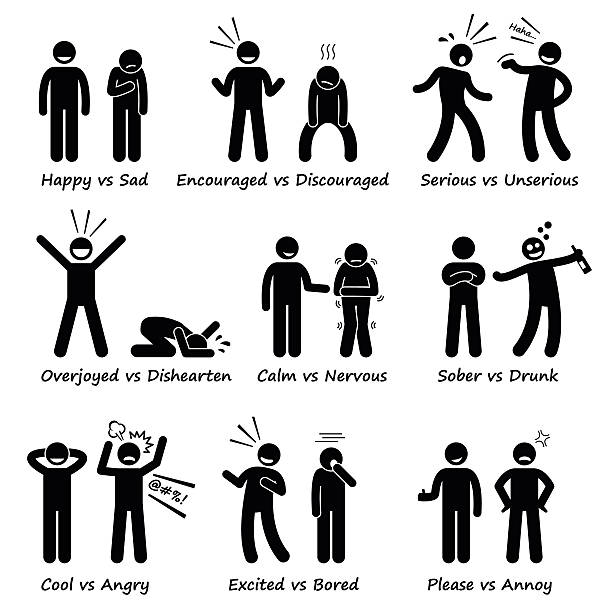 Haha...
Happy vs Sad
Encouraged vs Discouraged
Serious vs Unserious
Overjoyed vs Dishearten
Calm vs Nervous
Sober vs Drunk
@#%!
Cool vs Angry
Excited vs Bored
Please vs Annoy